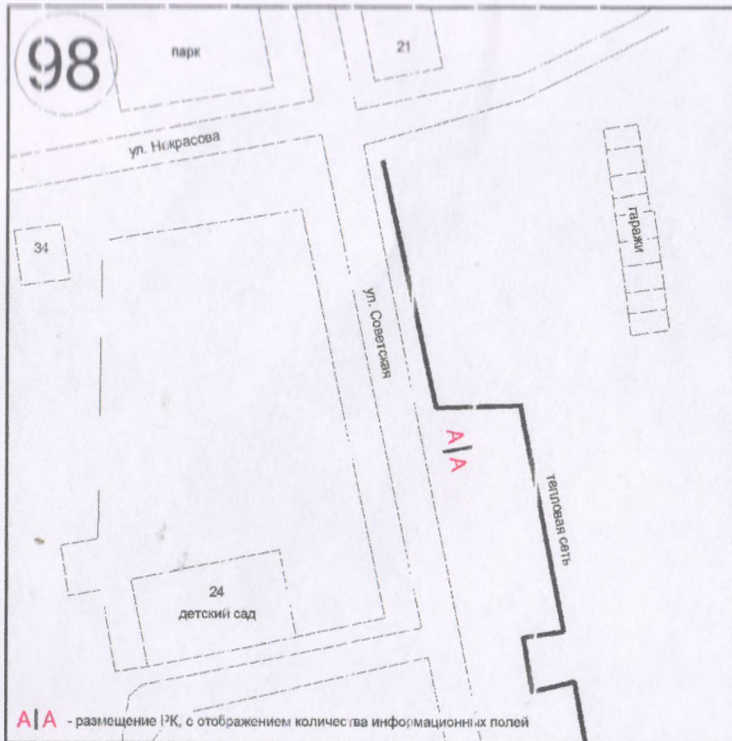 98
парк
21
ул. Некрасова
34
гаражи
ул. Советская
A|A
тепловая сеть
24
детский сад
A|A - размещение РК, с отображением количества информационных полей